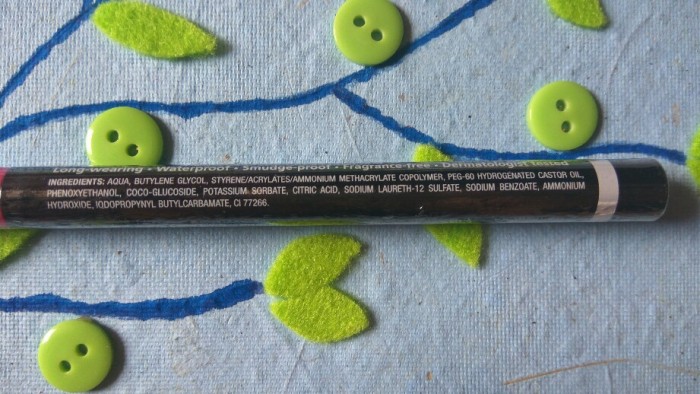 Long-wearing • Waterproof • Smudge-proof • Fragrance-free • Dermatologist tested
INGREDIENTS: AQUA, BUTYLENE GLYCOL, STYRENE/ACRYLATES/AMMONIUM METHACRYLATE COPOLYMER, PEG-60 HYDROGENATED CASTOR OIL,
PHENOXYETHANOL, COCO-GLUCOSIDE, POTASSIUM SORBATE, CITRIC ACID, SODIUM LAURETH-12 SULFATE, SODIUM BENZOATE, AMMONIUM
HYDROXIDE, IODOPROPYNYL BUTYLCARBAMATE, CI 77266.